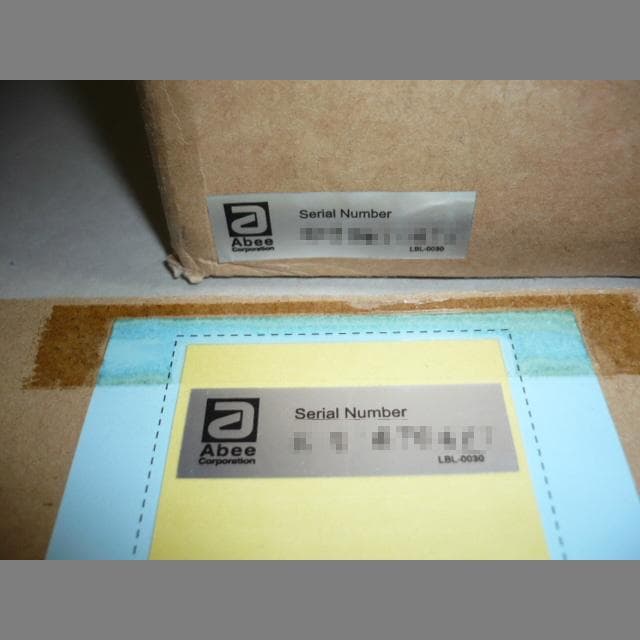 Abee
Corporation
Serial Number
LBL-0030
Abee
Corporation
Serial Number
LBL-0030